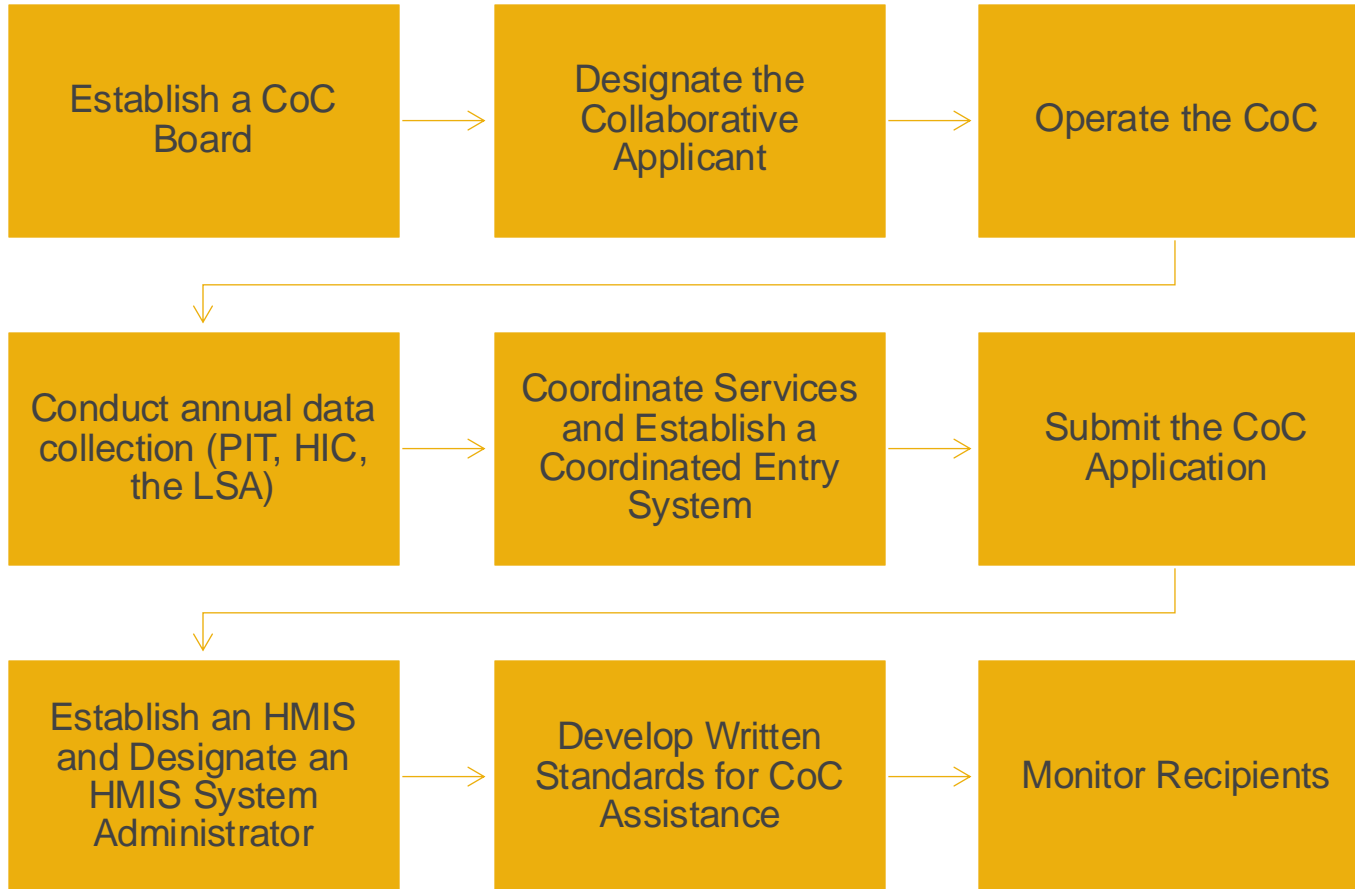 Establish a CoC
Board
Designate the
Collaborative
Applicant
Operate the CoC
Conduct annual data
collection (PIT, HIC,
the LSA)
Coordinate Services
and Establish a
Coordinated Entry
System
Submit the CoC
Application
Establish an HMIS
and Designate an
HMIS System
Administrator
Develop Written
Standards for CoC
Assistance
Monitor Recipients